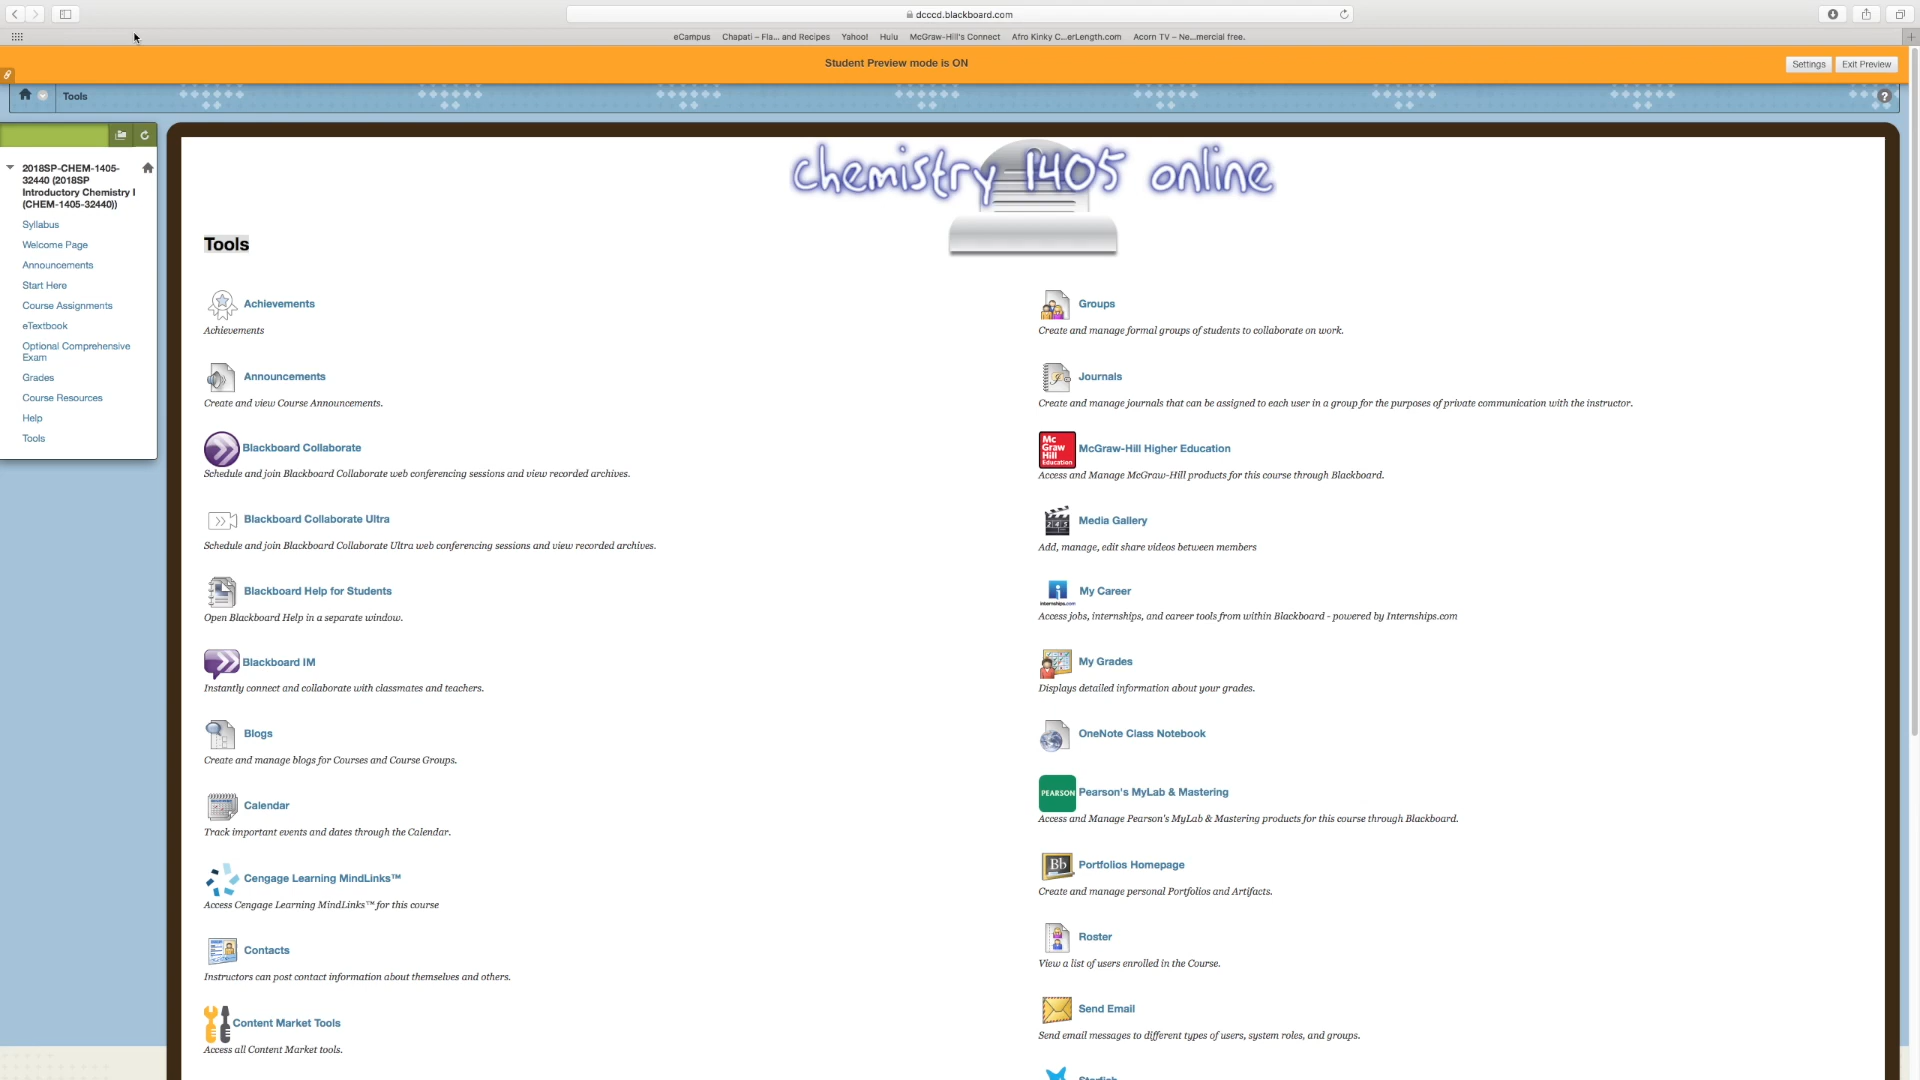 dcccd.blackboard.com
eCampus Chapati – Fla... and Recipes Yahoo! Hulu McGraw-Hill's Connect Afro Kinky C...erLength.com Acorn TV – Ne...mercial free.
Student Preview mode is ON
Settings Exit Preview
Tools
?
chemistry 1405 online
2018SP-CHEM-1405-
32440 (2018SP
Introductory Chemistry I
(CHEM-1405-32440))
Syllabus
Welcome Page
Announcements
Start Here
Course Assignments
eTextbook
Optional Comprehensive
Exam
Grades
Course Resources
Help
Tools
Tools
Achievements
Achievements
Announcements
Create and view Course Announcements.
Blackboard Collaborate
Schedule and join Blackboard Collaborate web conferencing sessions and view recorded archives.
Blackboard Collaborate Ultra
Schedule and join Blackboard Collaborate Ultra web conferencing sessions and view recorded archives.
Blackboard Help for Students
Open Blackboard Help in a separate window.
Blackboard IM
Instantly connect and collaborate with classmates and teachers.
Blogs
Create and manage blogs for Courses and Course Groups.
Calendar
Track important events and dates through the Calendar.
Cengage Learning MindLinks™
Access Cengage Learning MindLinks™ for this course
Contacts
Instructors can post contact information about themselves and others.
Content Market Tools
Access all Content Market tools.
Groups
Create and manage formal groups of students to collaborate on work.
Journals
Create and manage journals that can be assigned to each user in a group for the purposes of private communication with the instructor.
Mc
Graw
Hill
Education
McGraw-Hill Higher Education
Access and Manage McGraw-Hill products for this course through Blackboard.
Media Gallery
Add, manage, edit share videos between members
My Career
internships.com
Access jobs, internships, and career tools from within Blackboard - powered by Internships.com
My Grades
Displays detailed information about your grades.
OneNote Class Notebook
PEARSON
Pearson's MyLab & Mastering
Access and Manage Pearson's MyLab & Mastering products for this course through Blackboard.
Bb
Portfolios Homepage
Create and manage personal Portfolios and Artifacts.
Roster
View a list of users enrolled in the Course.
Send Email
Send email messages to different types of users, system roles, and groups.